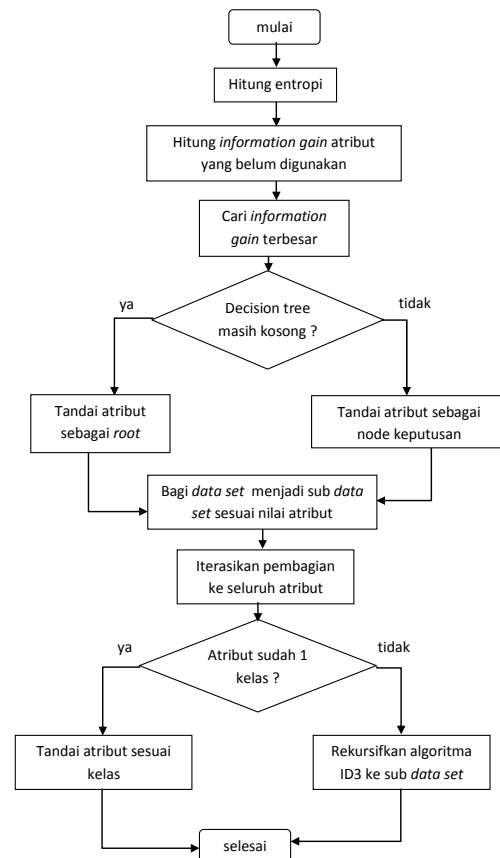 mulai
Hitung entropi
Hitung information gain atribut
yang belum digunakan
Cari information
gain terbesar
ya
Decision tree
masih kosong ?
tidak
Tandai atribut
sebagai root
Tandai atribut sebagai
node keputusan
Bagi data set menjadi sub data
set sesuai nilai atribut
Iterasikan pembagian
ke seluruh atribut
ya
Atribut sudah 1
kelas ?
tidak
Tandai atribut sesuai
kelas
Rekursifkan algoritma
ID3 ke sub data set
selesai